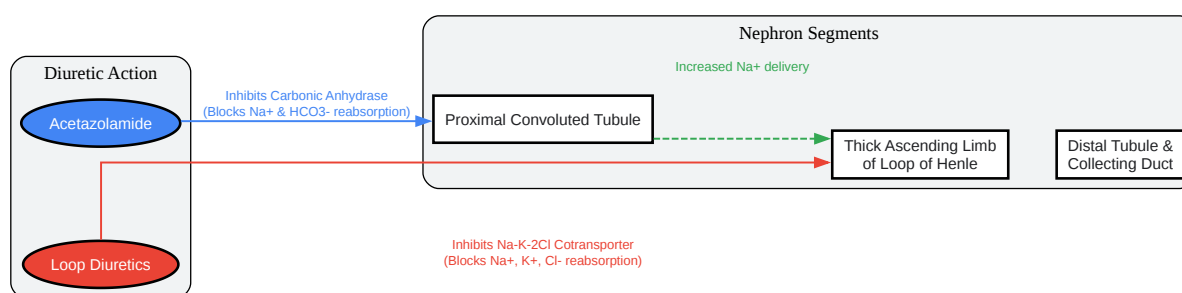 Nephron Segments
Diuretic Action
Increased Na+ delivery
Inhibits Carbonic Anhydrase
(Blocks Na+ & HCO3- reabsorption)
Acetazolamide
Proximal Convoluted Tubule
Thick Ascending Limb
of Loop of Henle
Distal Tubule &
Collecting Duct
Inhibits Na-K-2Cl Cotransporter
(Blocks Na+, K+, Cl- reabsorption)
Loop Diuretics